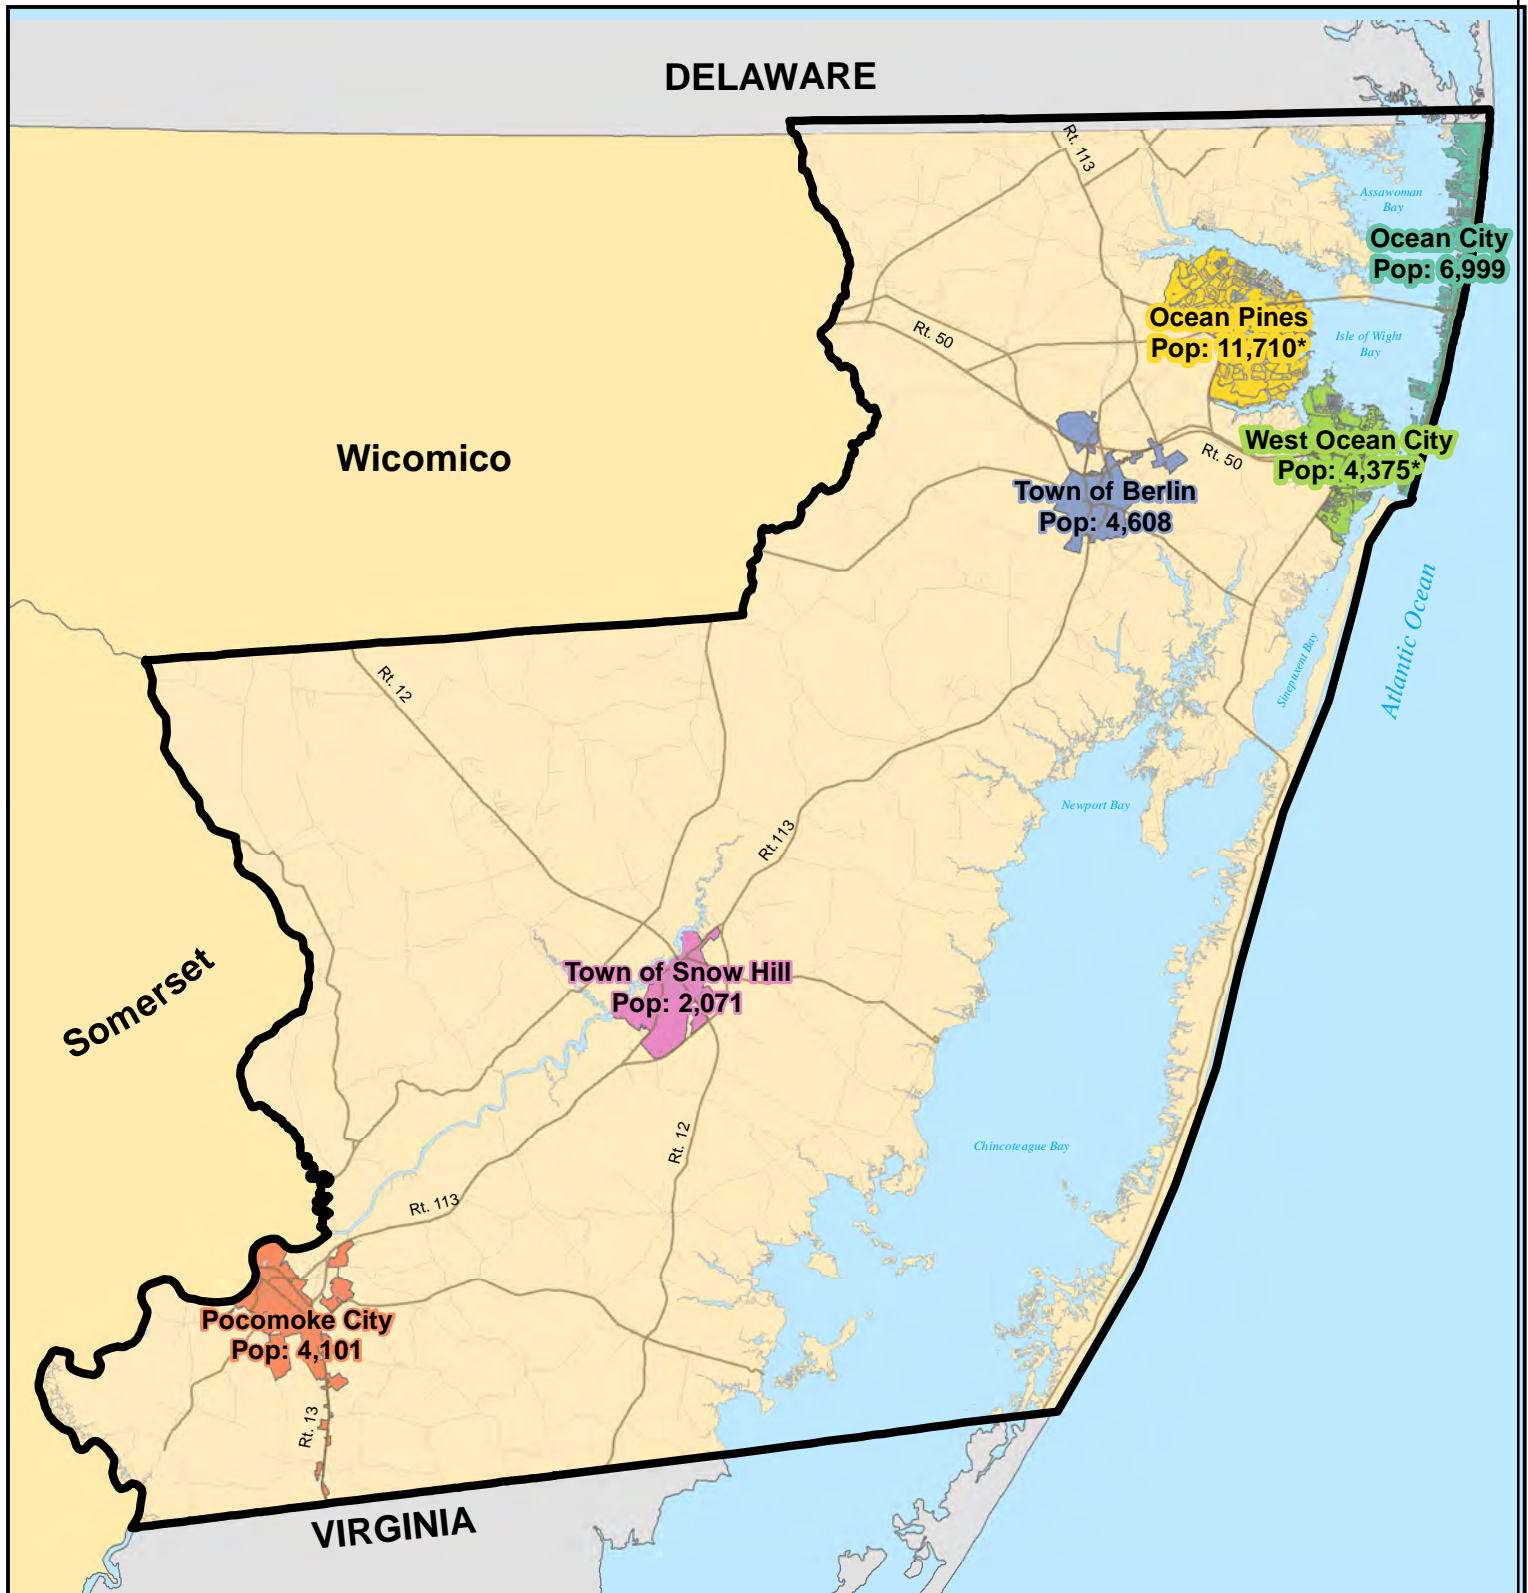 DELAWARE
Rt. 113
Assawoman
Bay
Ocean City
Pop: 6,999
Ocean Pines
Pop: 11,710*
Rt. 50
Isle of Wight
Bay
West Ocean City
Pop: 4,375*
Rt. 50
Wicomico
Town of Berlin
Pop: 4,608
Atlantic Ocean
Sinepuxent Bay
Rt. 12
Newport Bay
Rt. 113
Somerset
Town of Snow Hill
Pop: 2,071
Rt. 12
Chincoteague Bay
Rt. 113
Pocomoke City
Pop: 4,101
Rt. 13
VIRGINIA